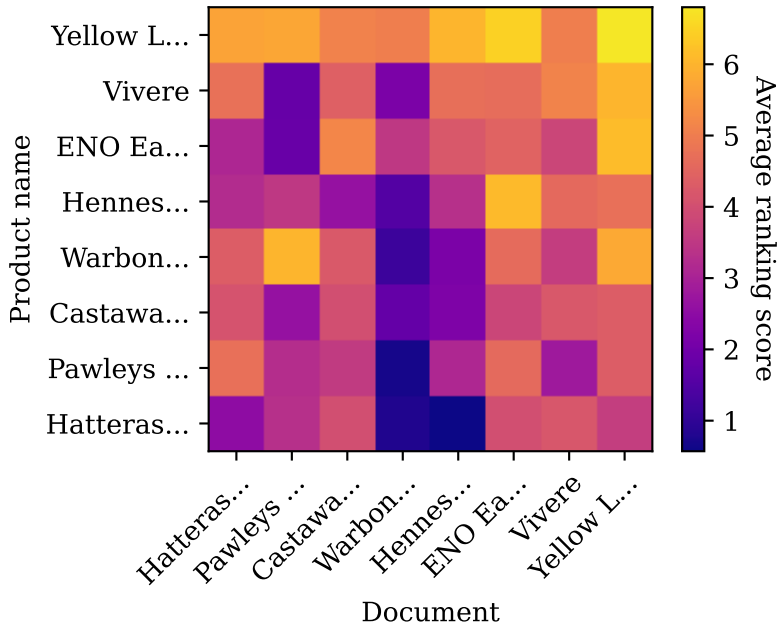 Yellow L...
Vivere
ENO Ea...
Hennes...
Warbon...
Castawa...
Pawleys ...
Hatteras...
Product name
Hatteras...
Pawleys ...
Castawa...
Warbon...
Hennes...
ENO Ea...
Vivere
Yellow L...
Document
6
5
4
3
2
1
Average ranking score